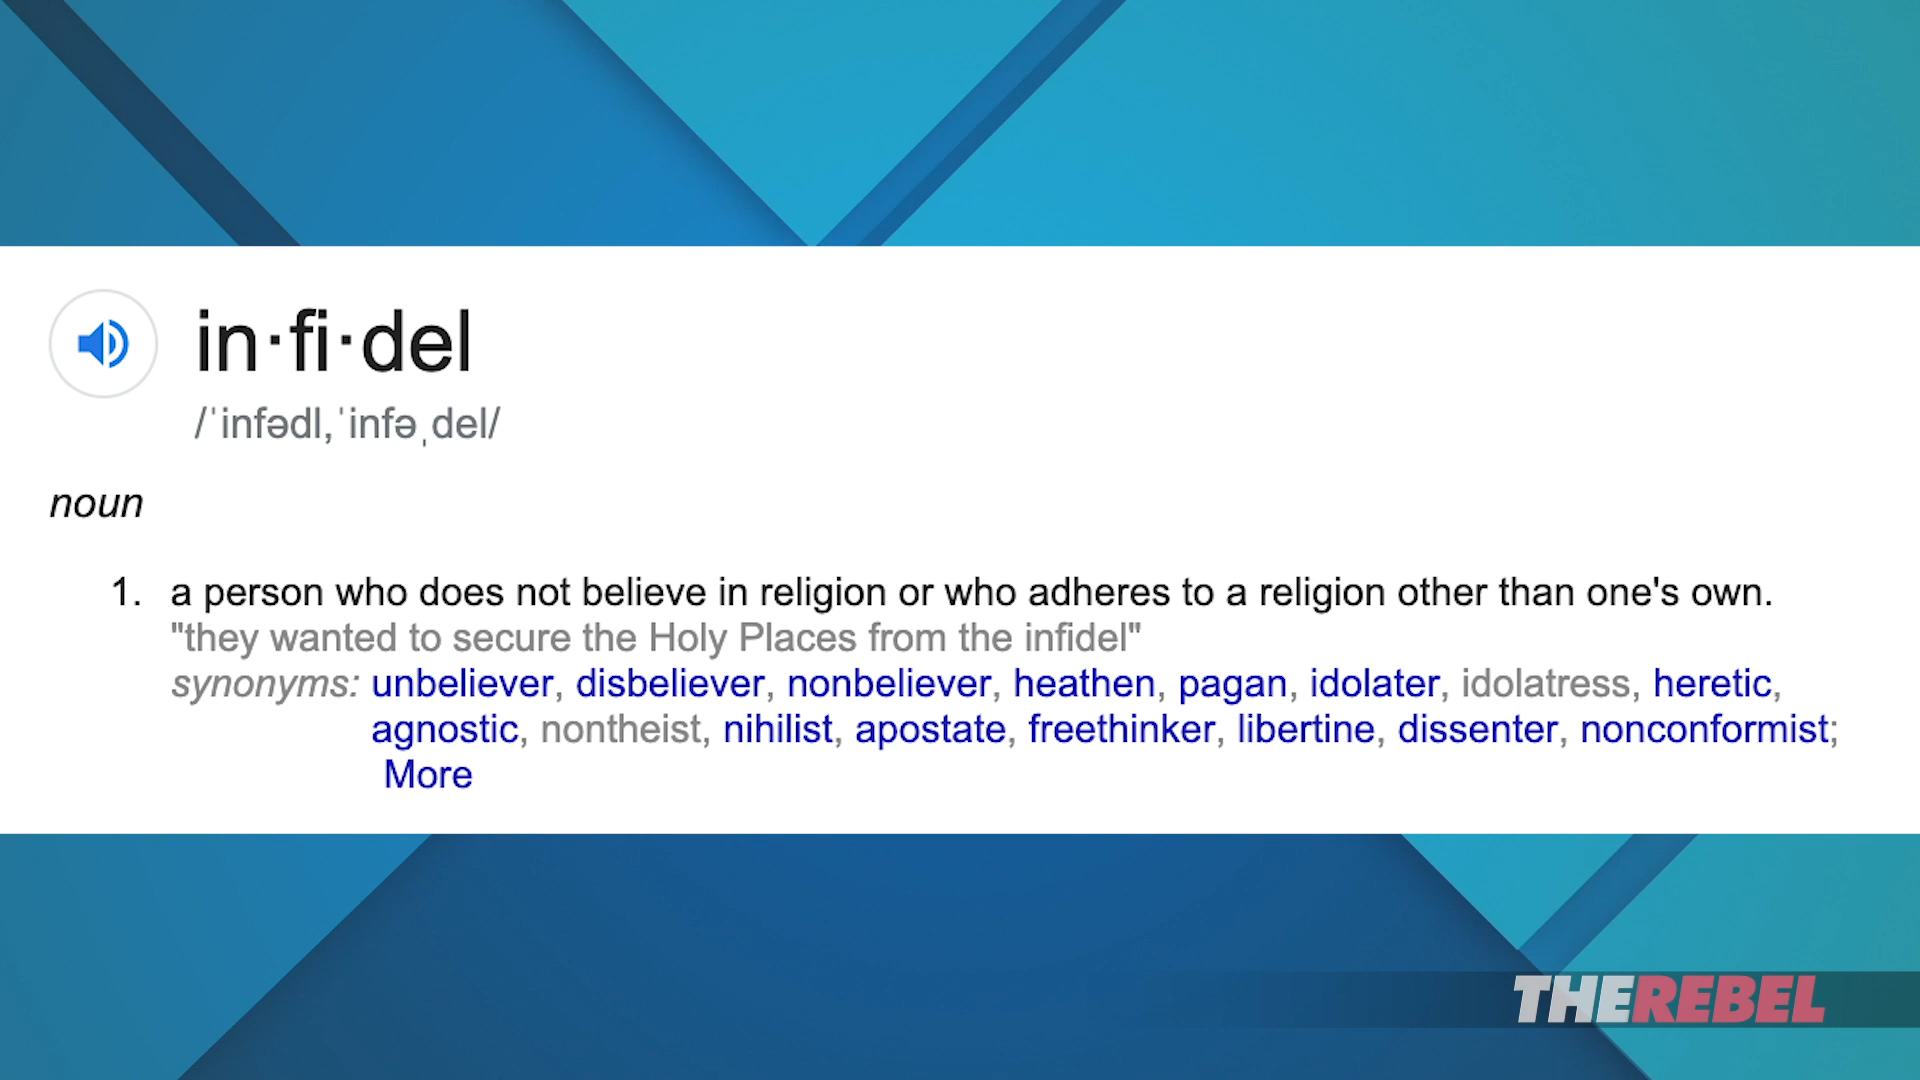 in·fi·del
/ˈinfədl,ˈinfəˌdel/
noun
1. a person who does not believe in religion or who adheres to a religion other than one's own.
"they wanted to secure the Holy Places from the infidel"
synonyms: unbeliever, disbeliever, nonbeliever, heathen, pagan, idolater, idolatress, heretic,
agnostic, nontheist, nihilist, apostate, freethinker, libertine, dissenter, nonconformist;
More
THEREBEL